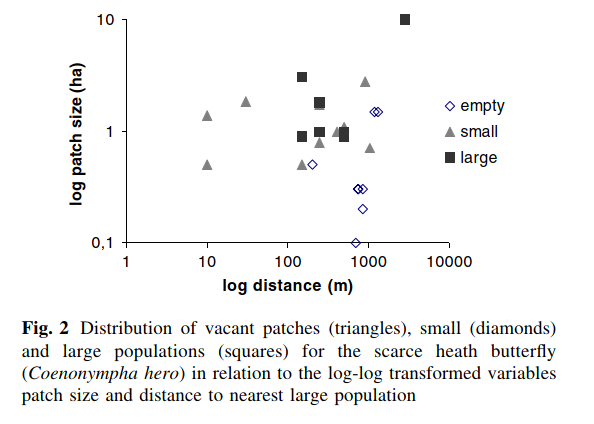 10
1
0,1
log patch size (ha)
1
10
100
1000
10000
log distance (m)
empty
small
large
Fig. 2 Distribution of vacant patches (triangles), small (diamonds)
and large populations (squares) for the scarce heath butterfly
(Coenonympha hero) in relation to the log-log transformed variables
patch size and distance to nearest large population